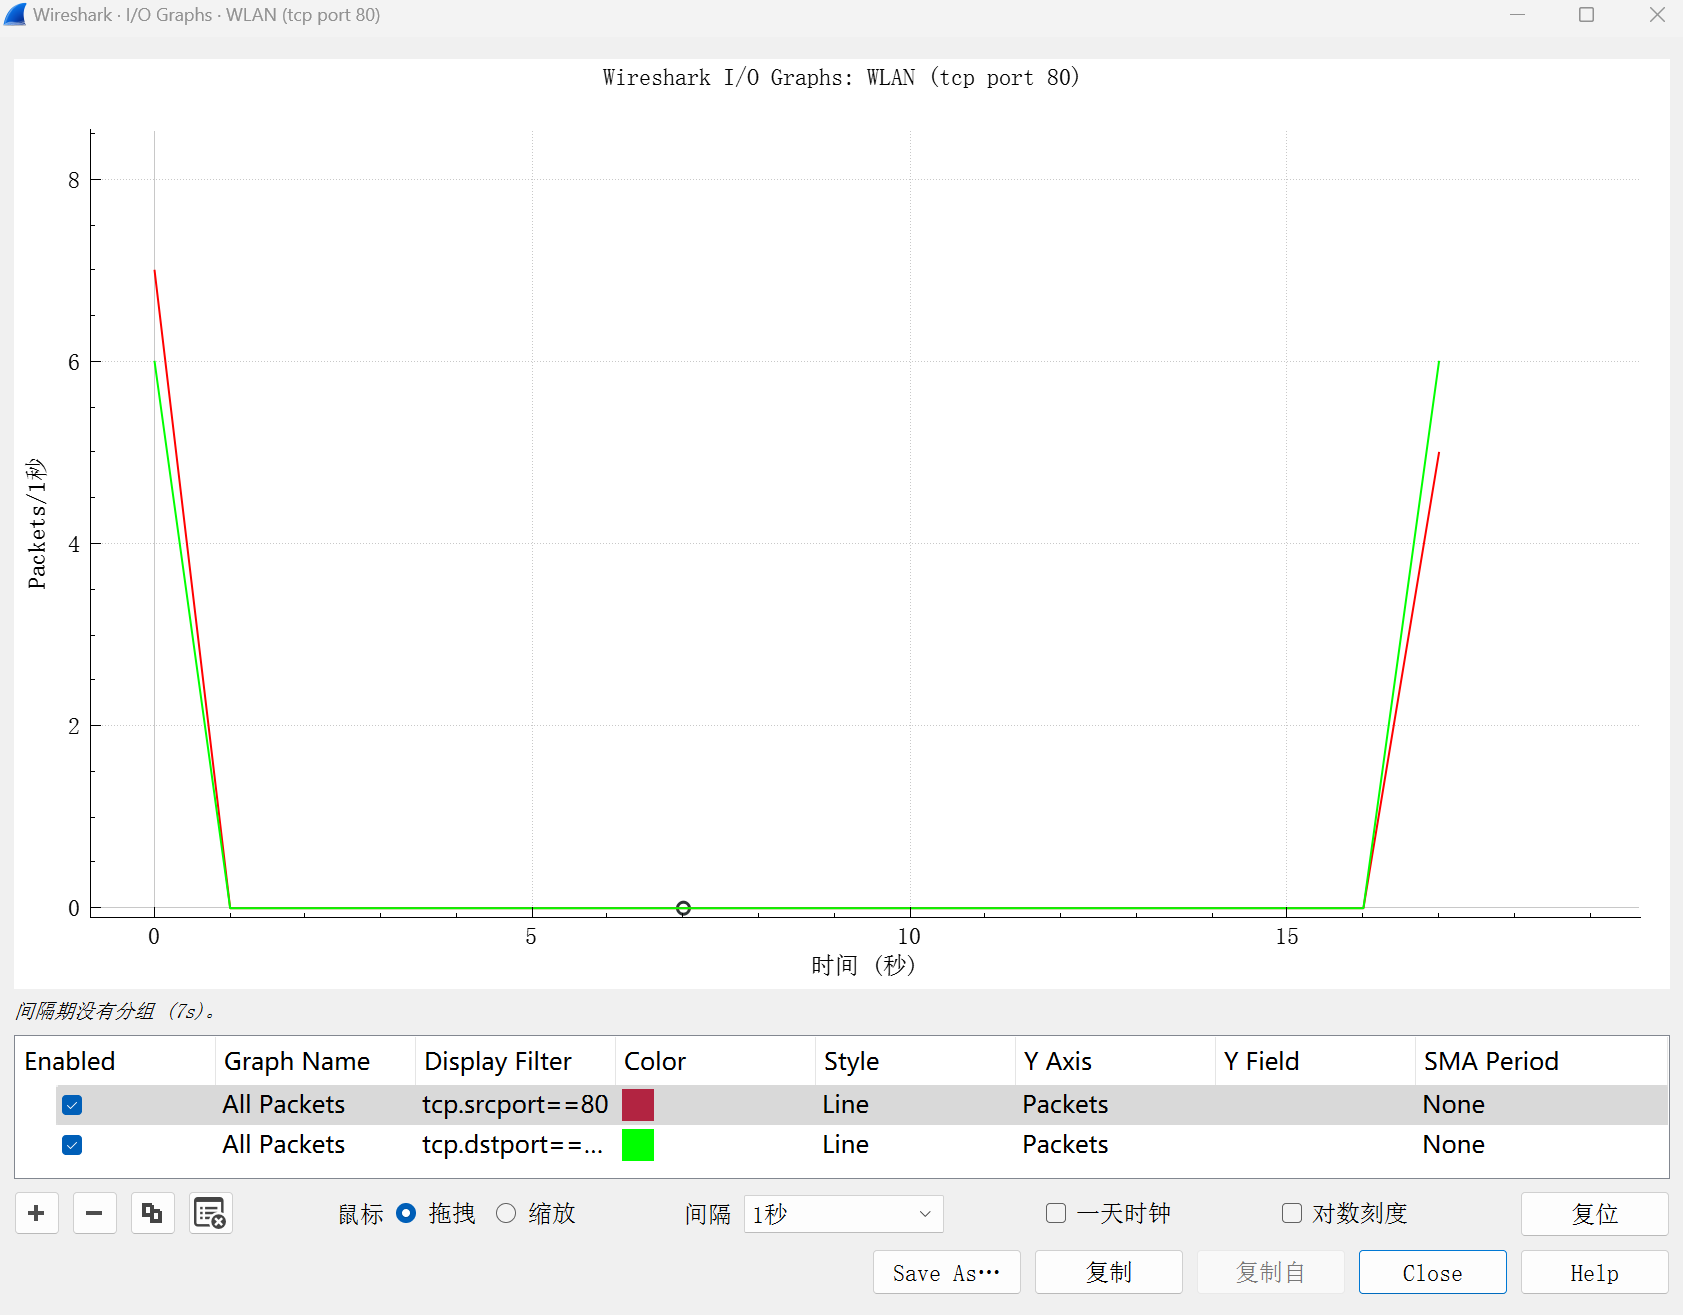 Wireshark · I/O Graphs · WLAN (tcp port 80)
Wireshark I/O Graphs: WLAN (tcp port 80)
8
6
4
2
0
Packets/1秒
0 5 10 15
时间 (秒)
间隔期没有分组 (7s)。
Enabled Graph Name Display Filter Color Style Y Axis Y Field SMA Period
All Packets tcp.srcport==80 Line Packets None
All Packets tcp.dstport==... Line Packets None
鼠标 拖拽 缩放 间隔 1秒 一天时钟 对数刻度 复位
Save As… 复制 复制自 Close Help